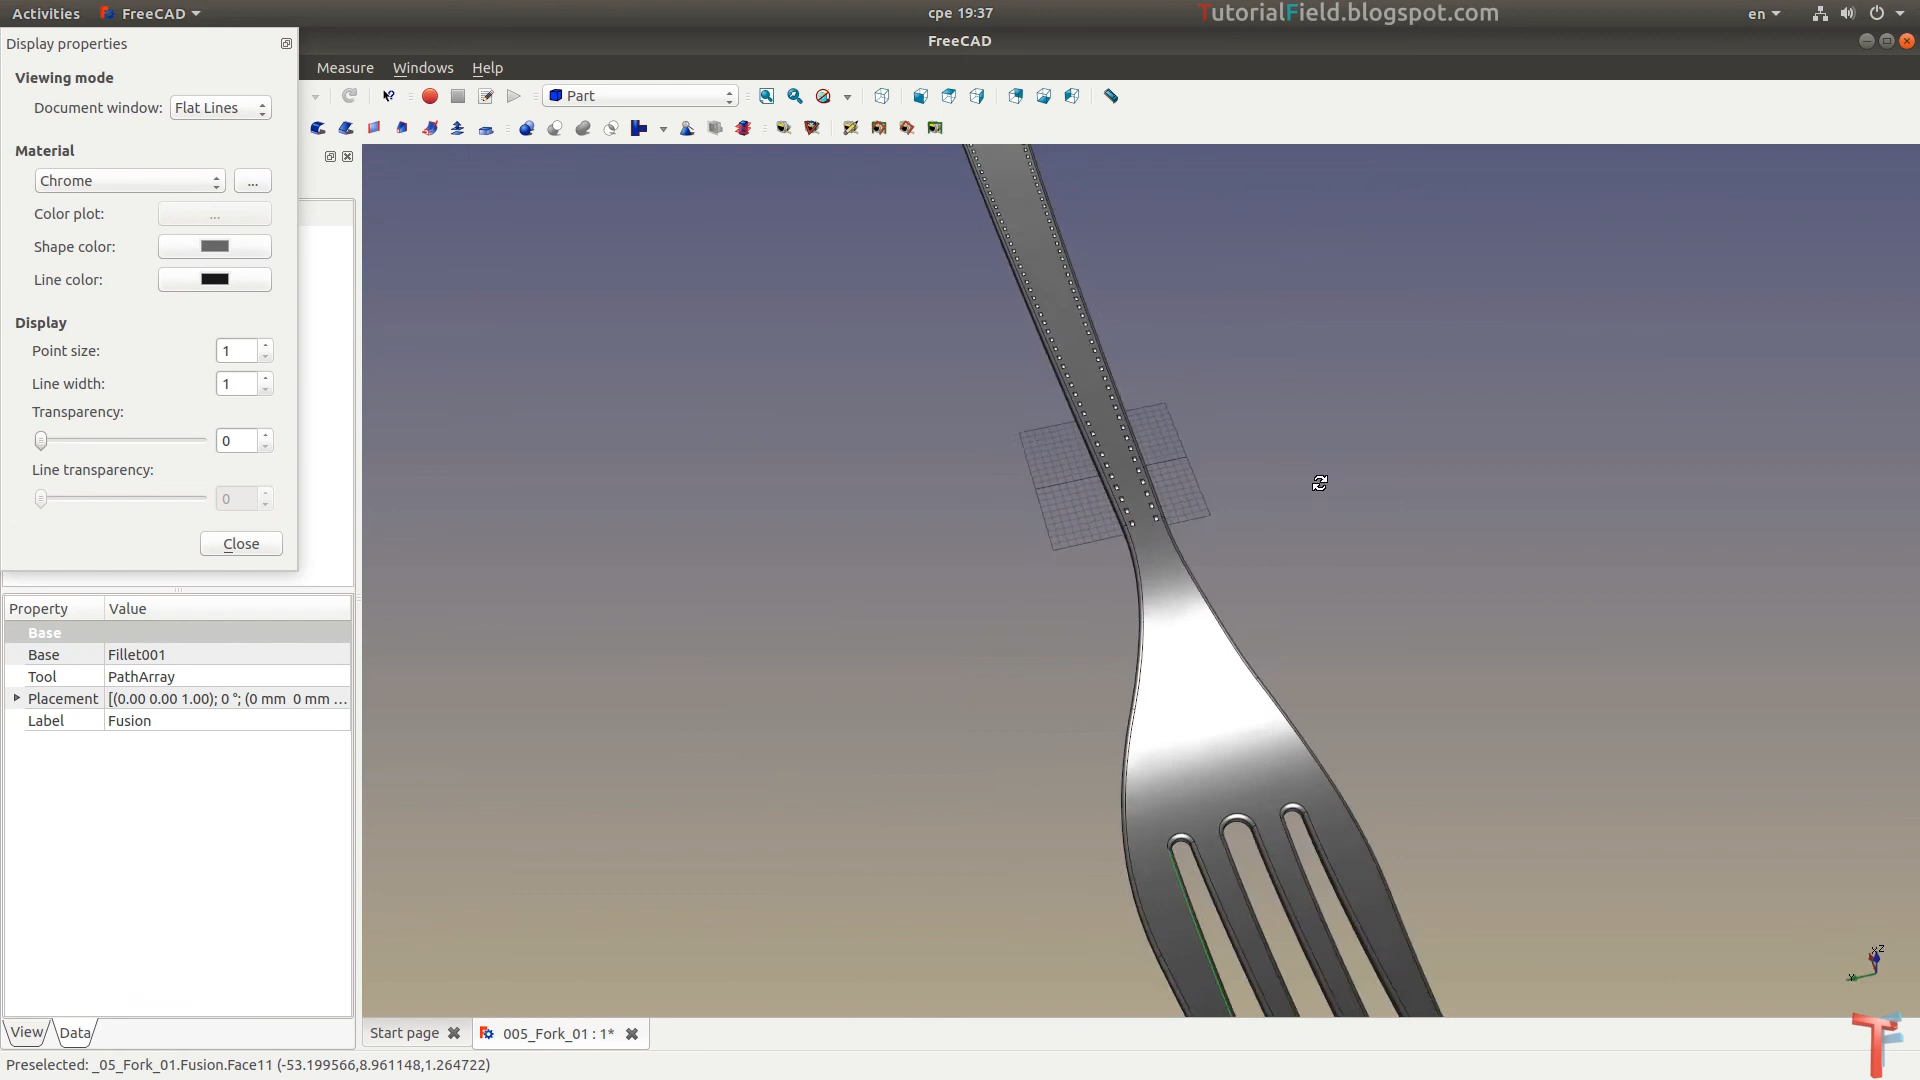 Activities FreeCAD сре 19:37 TutorialField.blogspot.com en
FreeCAD
Display properties
Measure Windows Help
Viewing mode
Document window: Flat Lines
Part
Material
Chrome ...
Color plot: ...
Shape color:
Line color:
Display
Point size: 1
Line width: 1
Transparency:
0
Line transparency:
0
Close
Property Value
Base
Base Fillet001
Tool PathArray
Placement [(0.00 0.00 1.00); 0 °; (0 mm 0 mm ...
Label Fusion
View Data
Start page 005_Fork_01 : 1*
Preselected: _05_Fork_01.Fusion.Face11 (-53.199566,8.961148,1.264722)